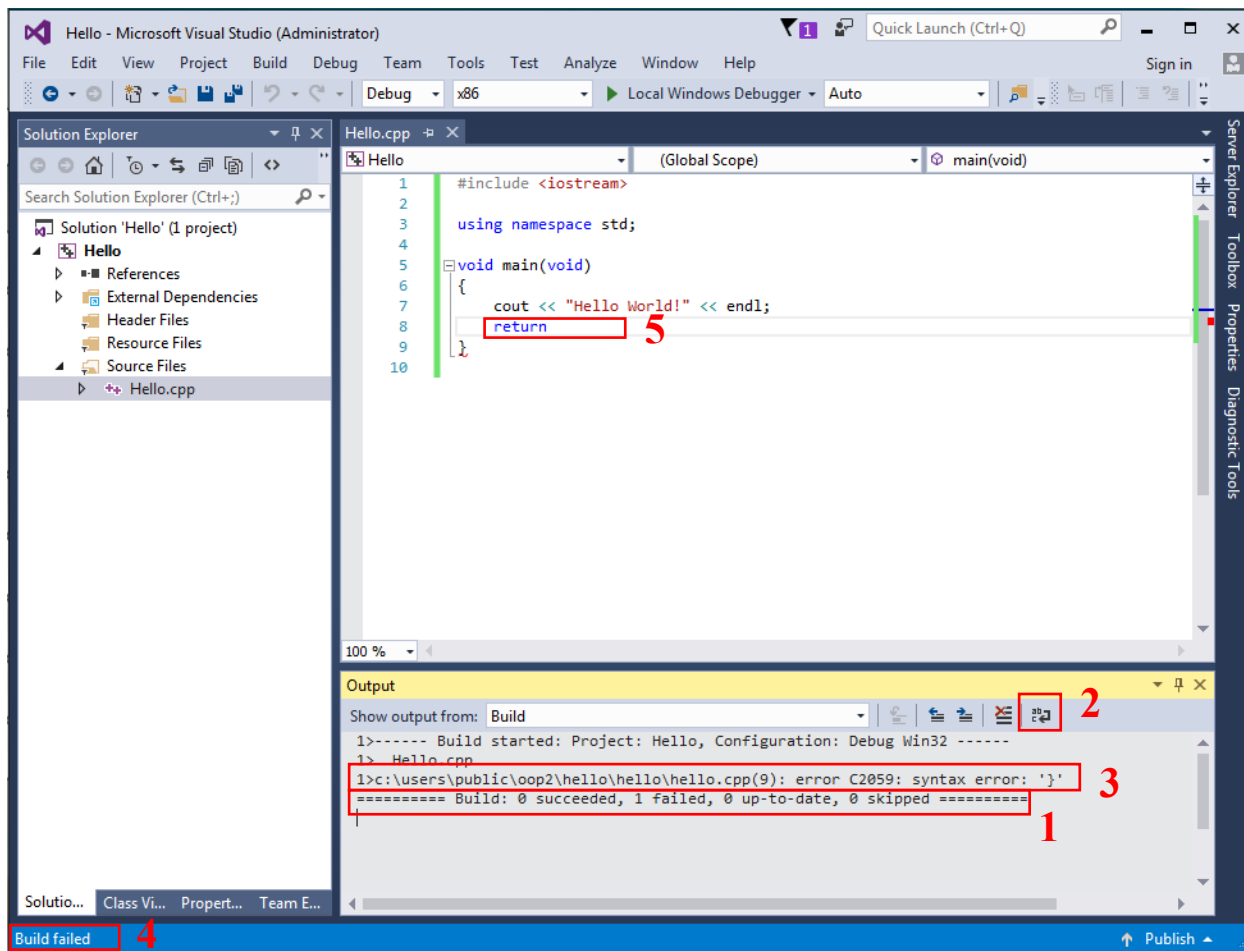 Hello - Microsoft Visual Studio (Administrator)
1
Quick Launch (Ctrl+Q)
File Edit View Project Build Debug Team Tools Test Analyze Window Help Sign in
Debug x86 Local Windows Debugger Auto
Solution Explorer
Search Solution Explorer (Ctrl+;)
Solution 'Hello' (1 project)
Hello
References
External Dependencies
Header Files
Resource Files
Source Files
Hello.cpp
Solutio... Class Vi... Propert... Team E...
Hello.cpp
Hello (Global Scope) main(void)
1 #include <iostream>
2
3 using namespace std;
4
5 void main(void)
6 {
7 cout << "Hello World!" << endl;
8 return 5
9 }
10
100 %
Server Explorer
Toolbox
Properties
Diagnostic Tools
Output
Show output from: Build 2
1>------ Build started: Project: Hello, Configuration: Debug Win32 ------
1> Hello.cpp
1>c:\users\public\oop2\hello\hello\hello.cpp(9): error C2059: syntax error: '}' 3
========== Build: 0 succeeded, 1 failed, 0 up-to-date, 0 skipped ==========
1
Build failed 4
Publish